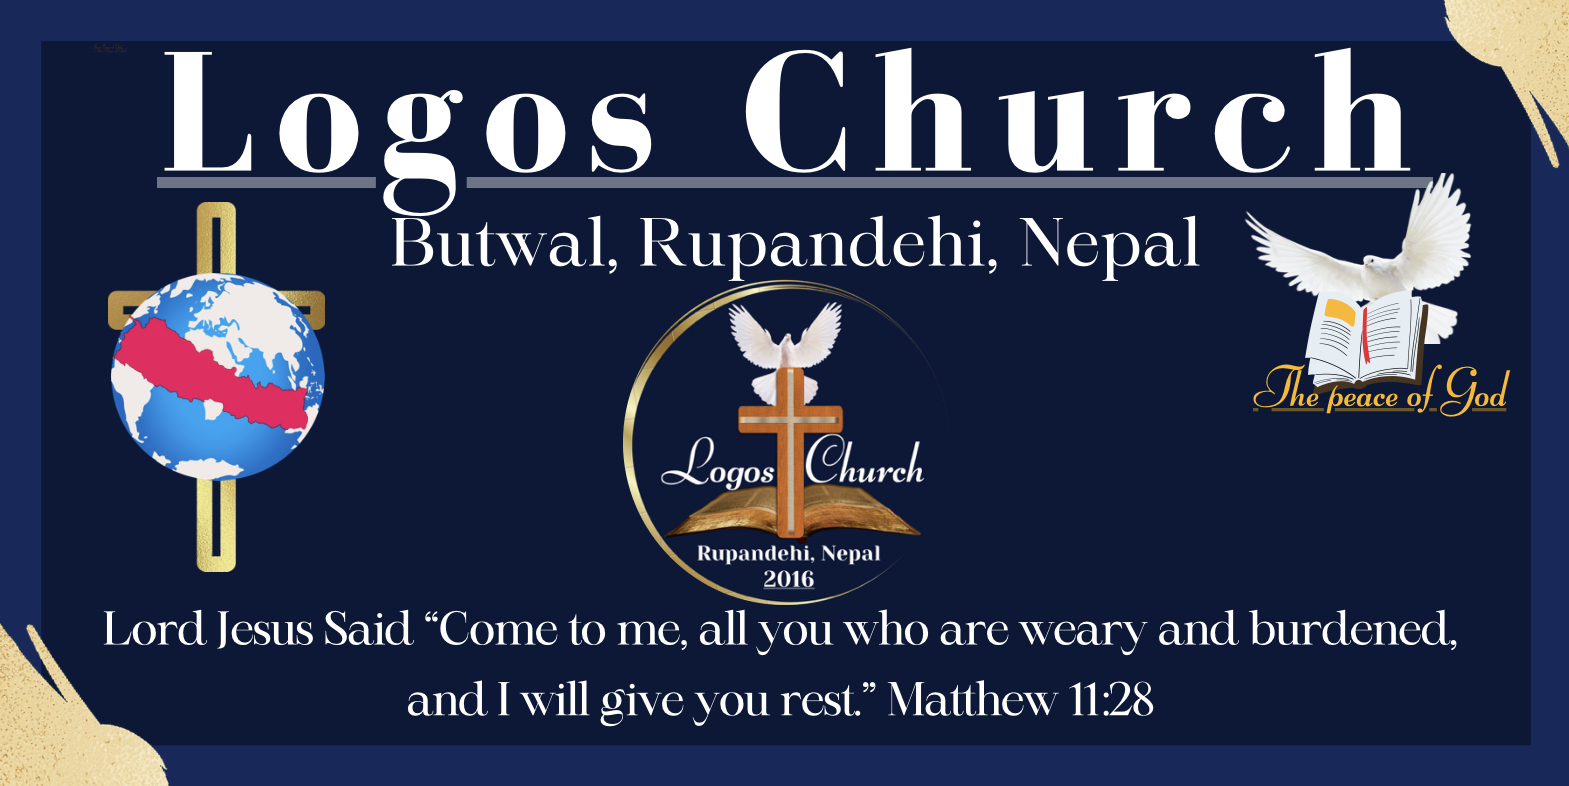 Logos Church
Butwal, Rupandehi, Nepal
The peace of God
Logos Church
Rupandehi, Nepal
2016
Lord Jesus Said “Come to me, all you who are weary and burdened,
and I will give you rest.” Matthew 11:28